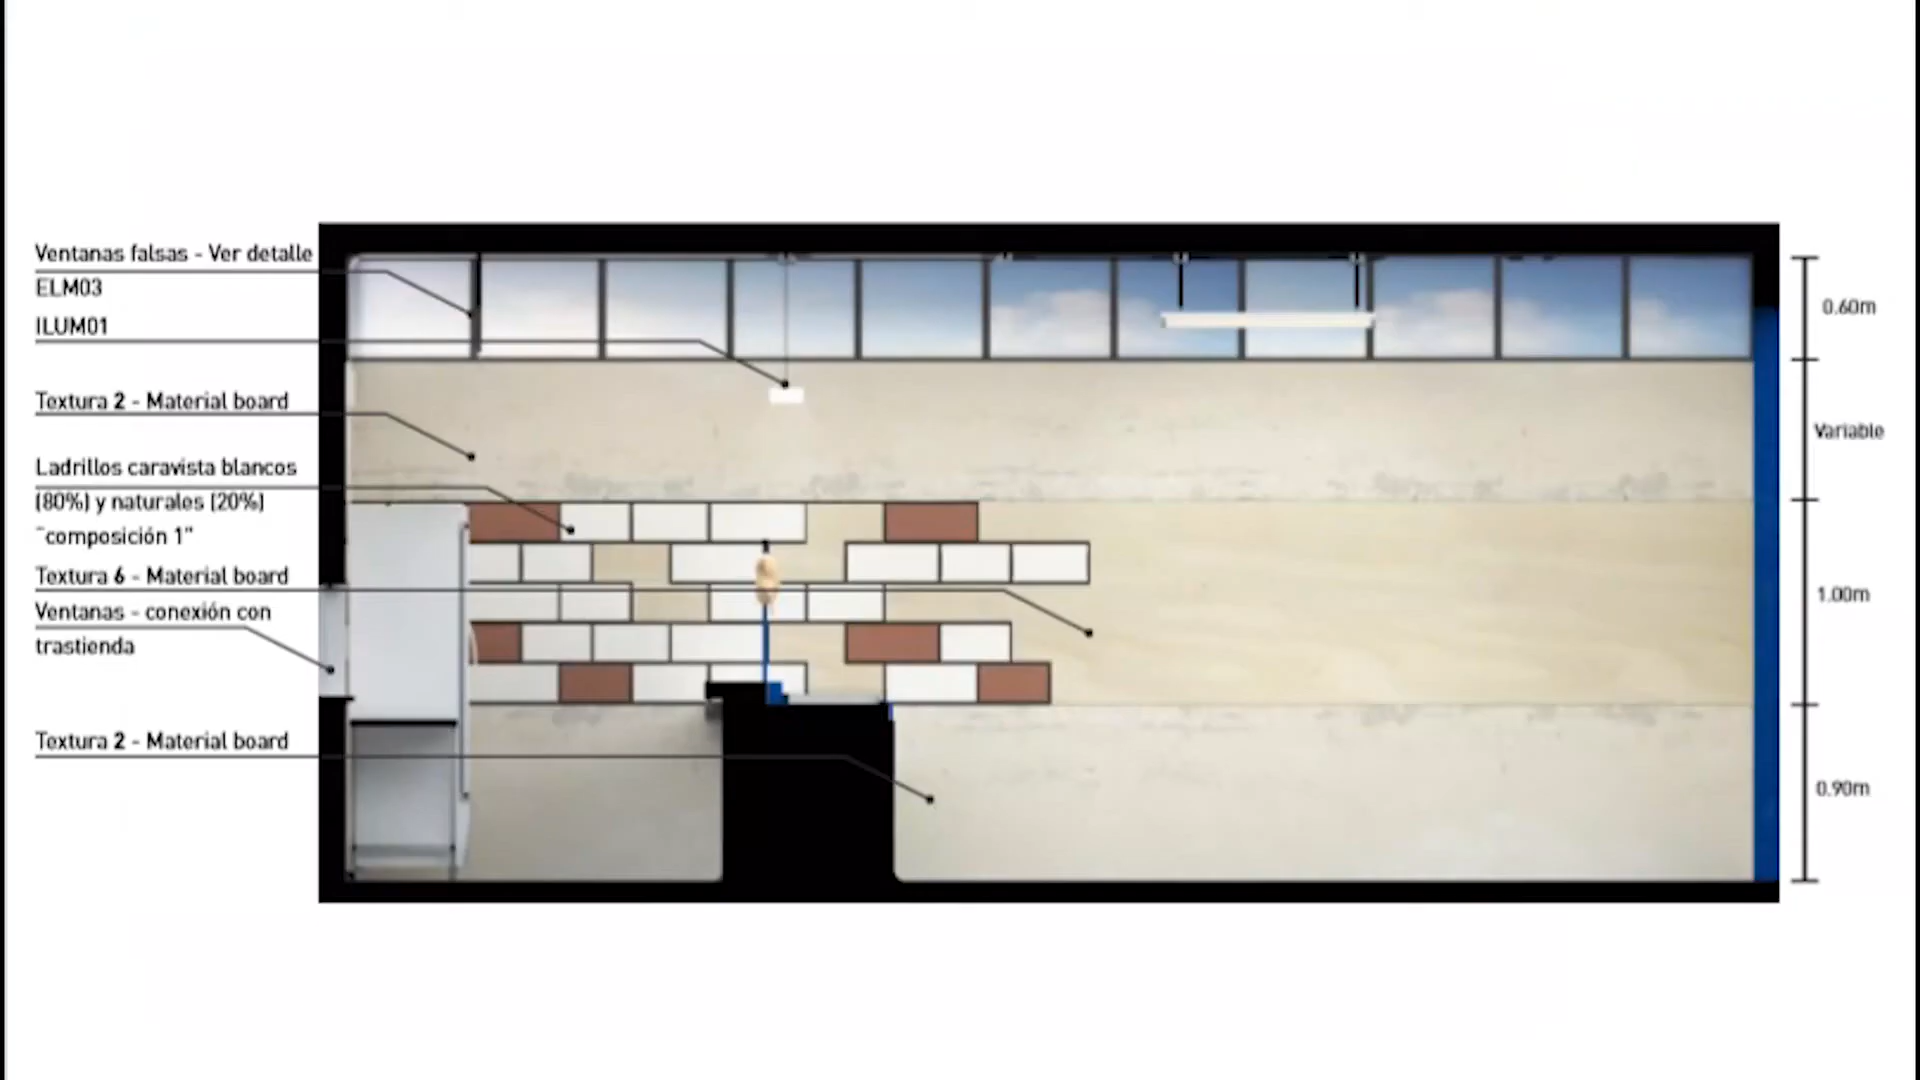 Ventanas falsas - Ver detalle
ELM03
ILUM01
Textura 2 - Material board
Ladrillos caravista blancos
(80%) y naturales (20%)
¨composición 1"
Textura 6 - Material board
Ventanas - conexión con
trastienda
Textura 2 - Material board
0.60m
Variable
1.00m
0.90m